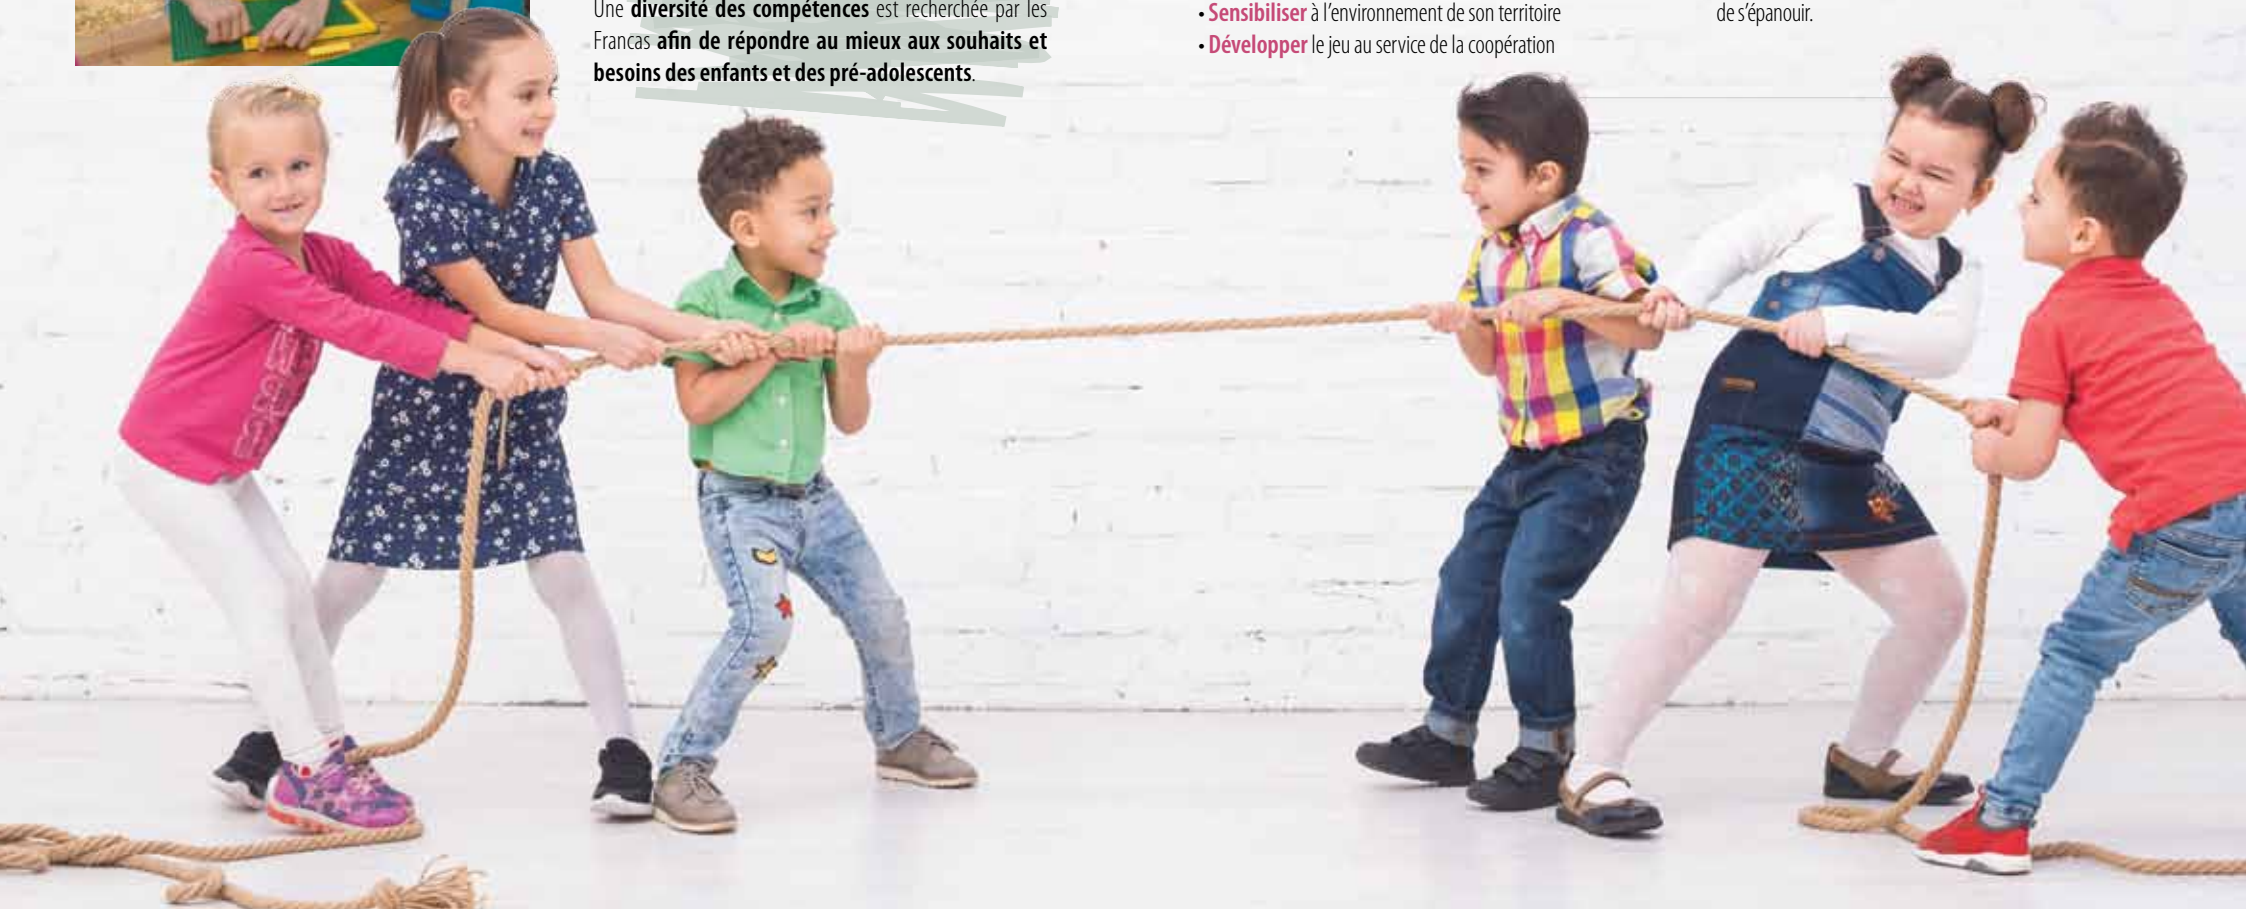 Une diversité des compétences est recherchée par les
Francas afin de répondre au mieux aux souhaits et
besoins des enfants et des pré-adolescents.
• Sensibiliser à l'environnement de son territoire
• Développer le jeu au service de la coopération
de s'épanouir.